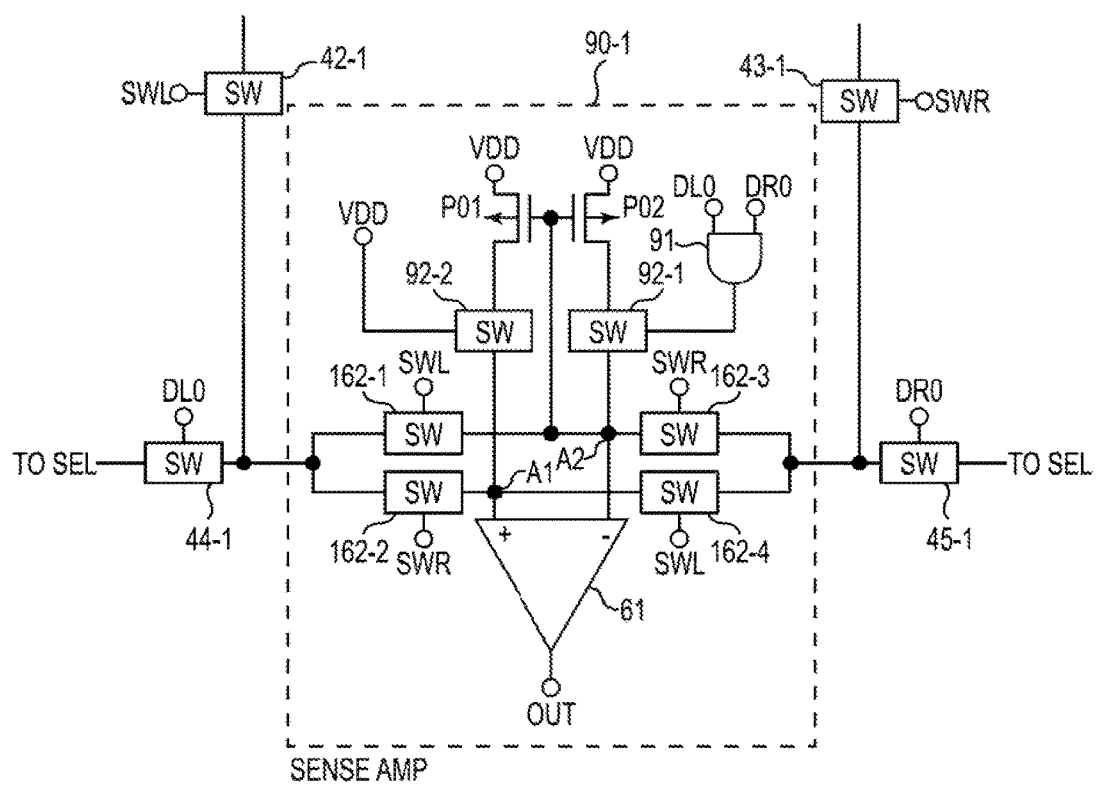 90-1
42-1
43-1
SWL
SW
SW
SWR
VDD
VDD
DL0
DR0
VDD
P01
P02
91
92-2
92-1
SW
SW
SWL
SWR
162-1
162-3
DL0
DR0
SW
SW
TO SEL
SW
A1
A2
SW
TO SEL
SW
SW
44-1
162-2
SWR
+
-
SWL
162-4
45-1
61
OUT
SENSE AMP